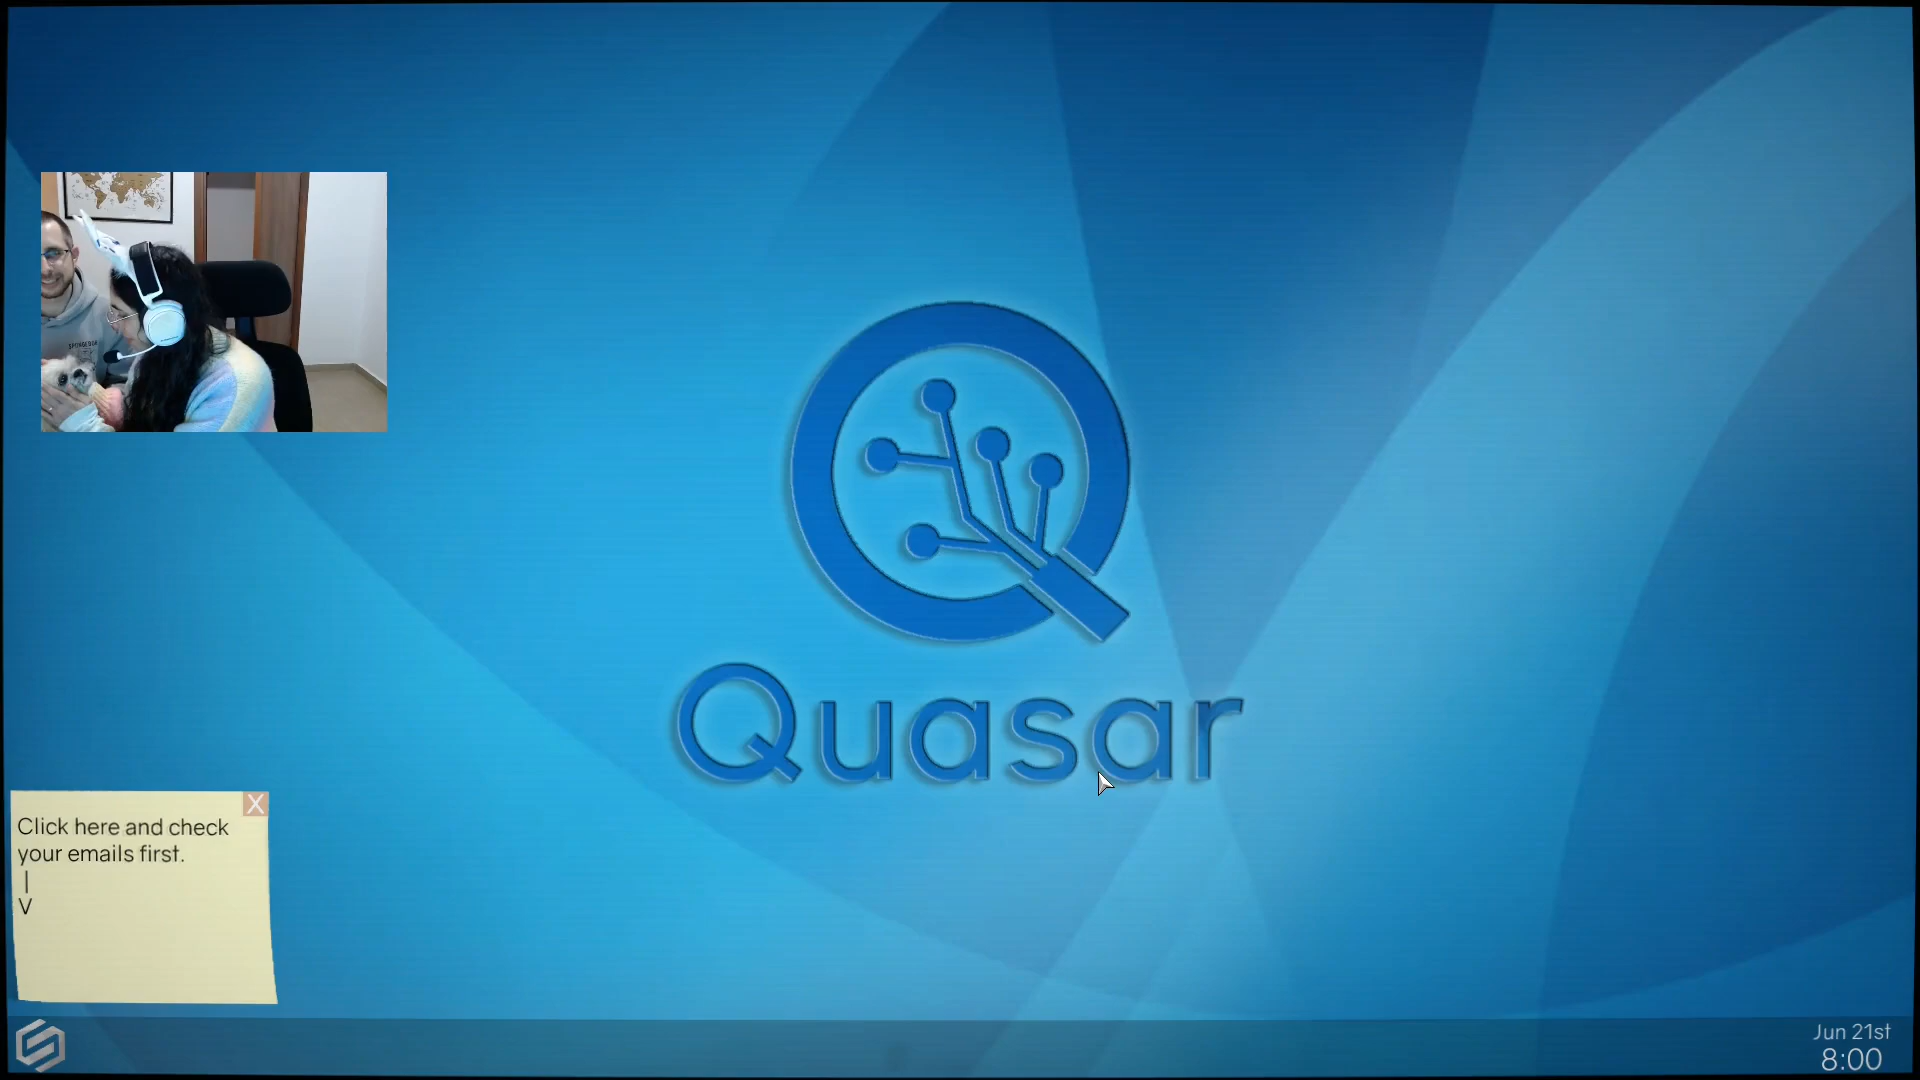 Quasar
X
Click here and check
your emails first.
|
V
Jun 21st
8:00